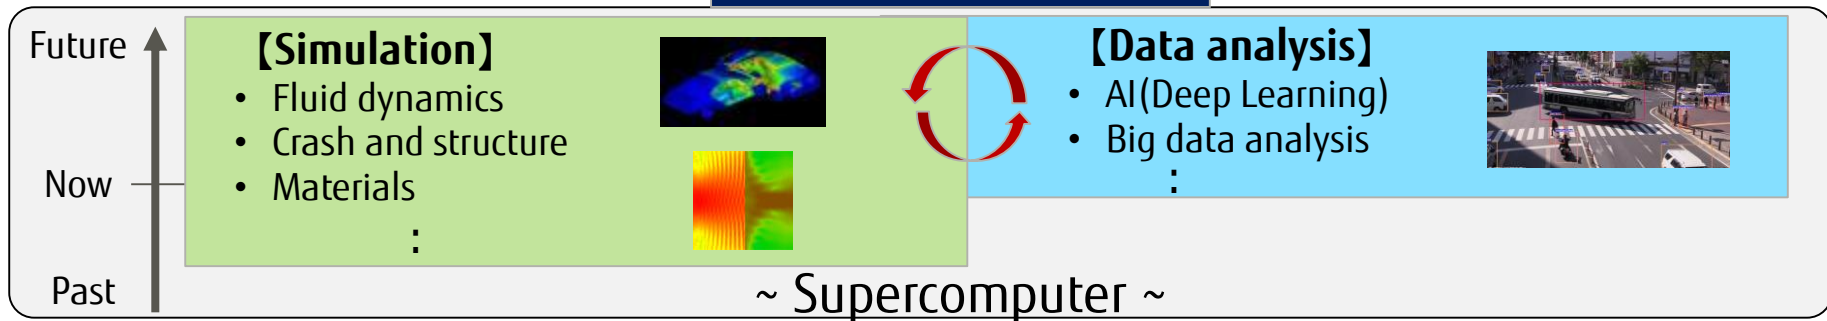 Future
Now
Past
【Simulation】
• Fluid dynamics
• Crash and structure
• Materials
:
【Data analysis】
• AI(Deep Learning)
• Big data analysis
:
~ Supercomputer ~